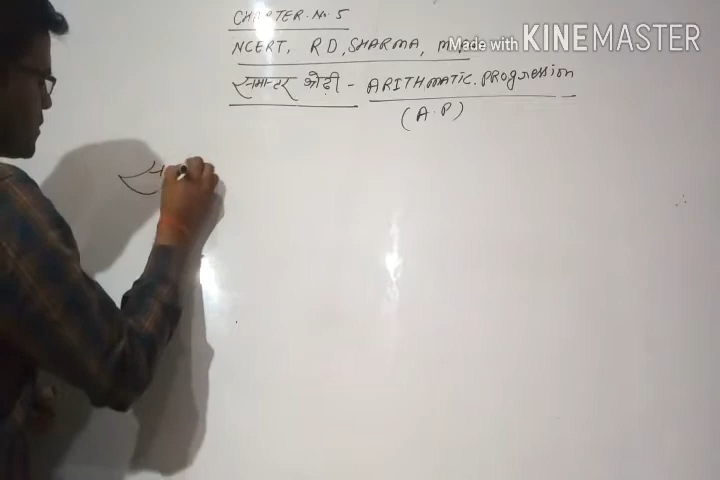 CHAPTER. No. 5
Made with KINEMASTER
NCERT, RD, SHARMA,
समान्तर श्रेढ़ी - ARITHMATIC. PROgression
(A.P)